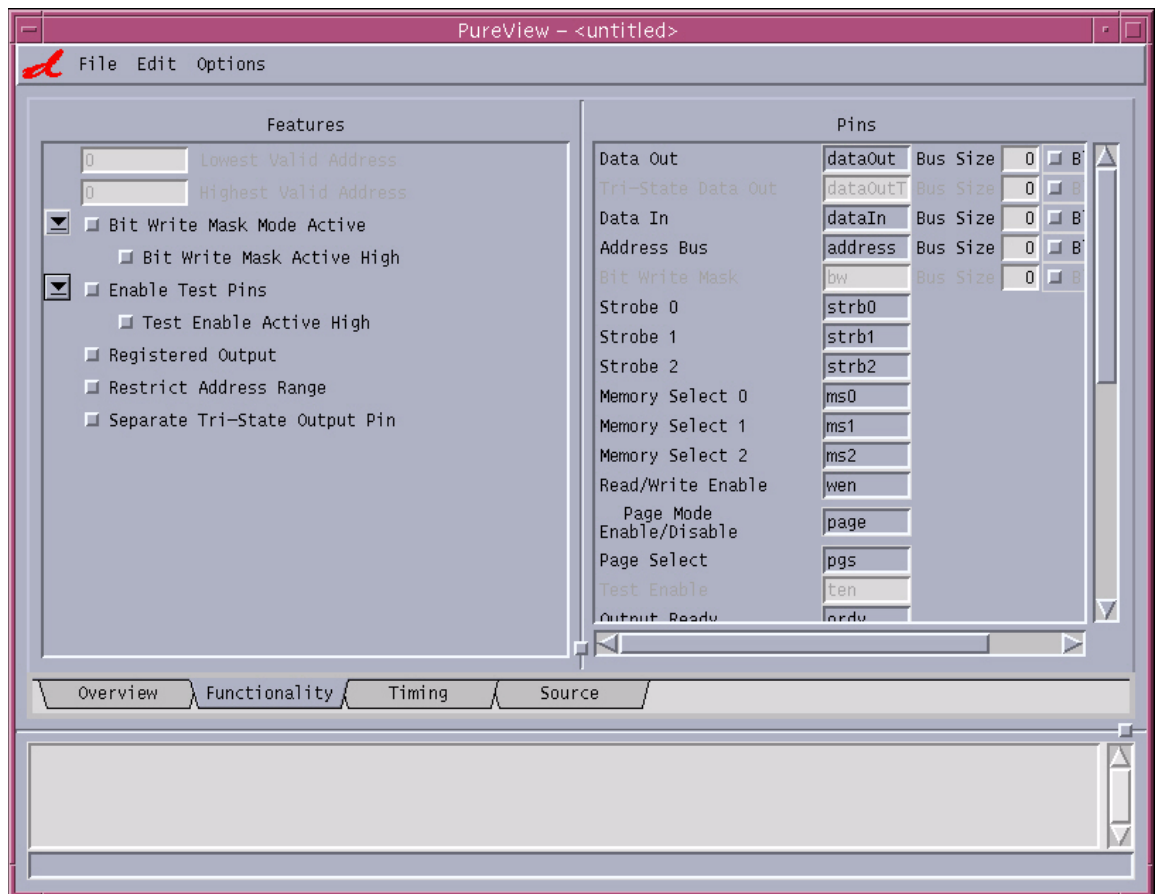 PureView – <untitled>
File Edit Options
Features
0 Lowest Valid Address
0 Highest Valid Address
Bit Write Mask Mode Active
Bit Write Mask Active High
Enable Test Pins
Test Enable Active High
Registered Output
Restrict Address Range
Separate Tri-State Output Pin
Pins
Data Out dataOut Bus Size 0
Tri-State Data Out dataOutT Bus Size 0
Data In dataIn Bus Size 0
Address Bus address Bus Size 0
Bit Write Mask bw Bus Size 0
Strobe 0 strb0
Strobe 1 strb1
Strobe 2 strb2
Memory Select 0 ms0
Memory Select 1 ms1
Memory Select 2 ms2
Read/Write Enable wen
Page Mode
Enable/Disable page
Page Select pgs
Test Enable ten
Output Ready ordy
Overview Functionality Timing Source